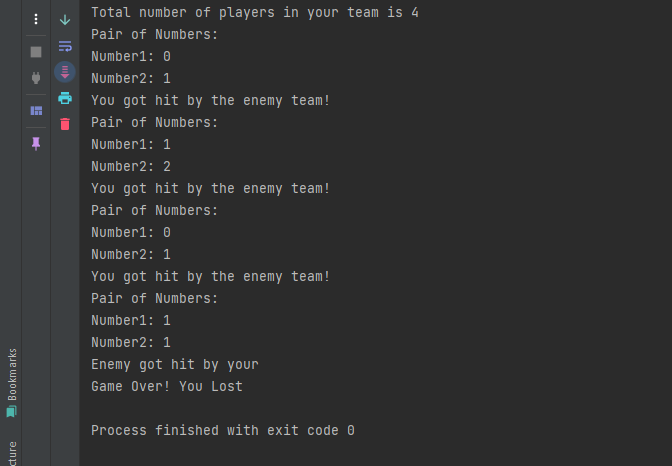 Total number of players in your team is 4
Pair of Numbers:
Number1: 0
Number2: 1
You got hit by the enemy team!
Pair of Numbers:
Number1: 1
Number2: 2
You got hit by the enemy team!
Pair of Numbers:
Number1: 0
Number2: 1
You got hit by the enemy team!
Pair of Numbers:
Number1: 1
Number2: 1
Enemy got hit by your
Game Over! You Lost
Process finished with exit code 0
Bookmarks
cture